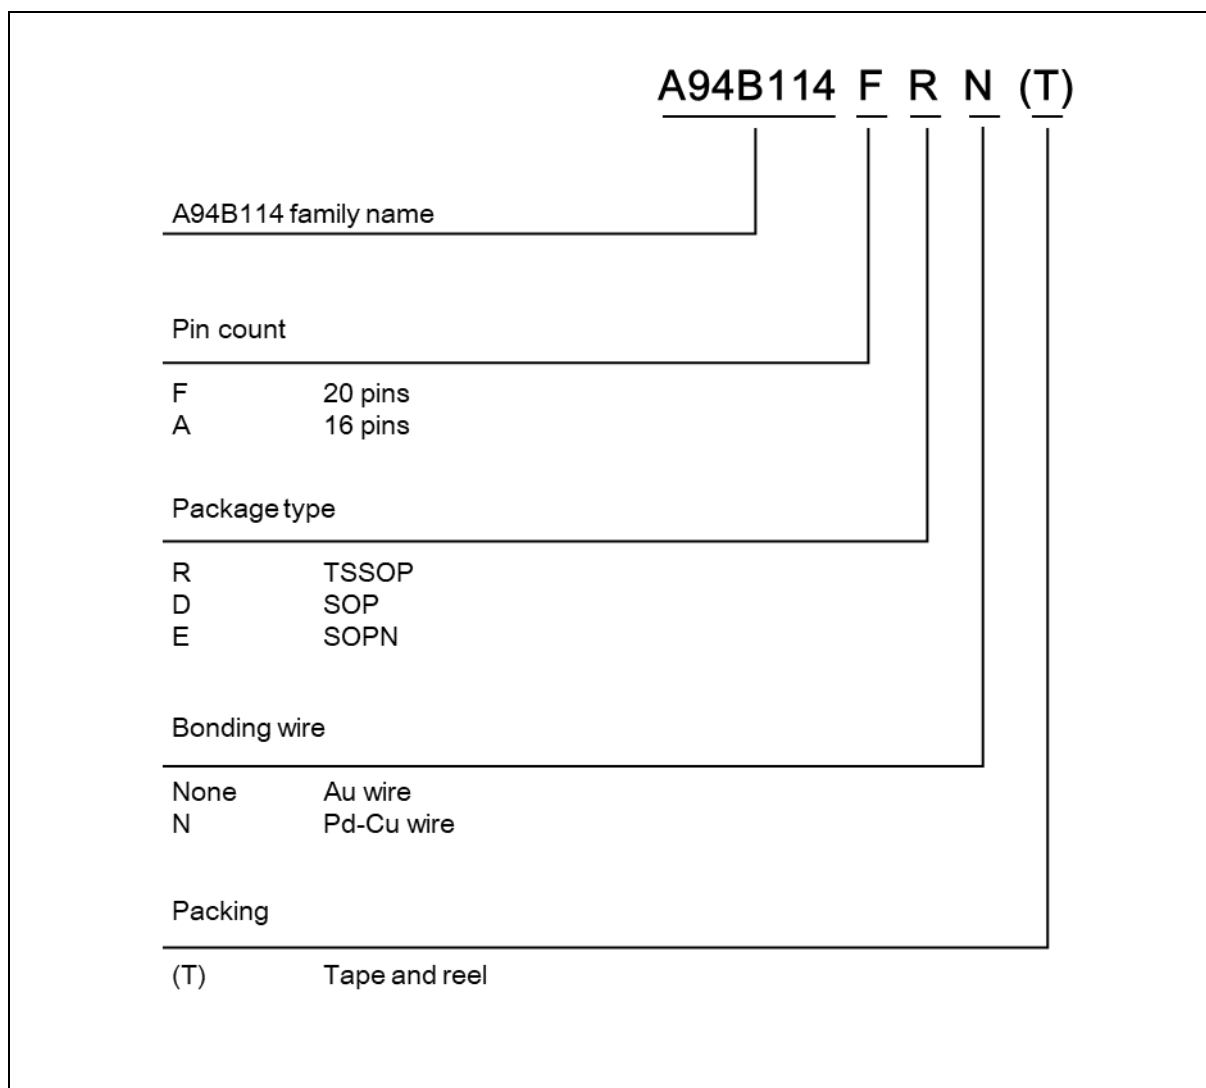 A94B114 F R N (T)
A94B114 family name
Pin count
F 20 pins
A 16 pins
Package type
R TSSOP
D SOP
E SOPN
Bonding wire
None Au wire
N Pd-Cu wire
Packing
(T) Tape and reel